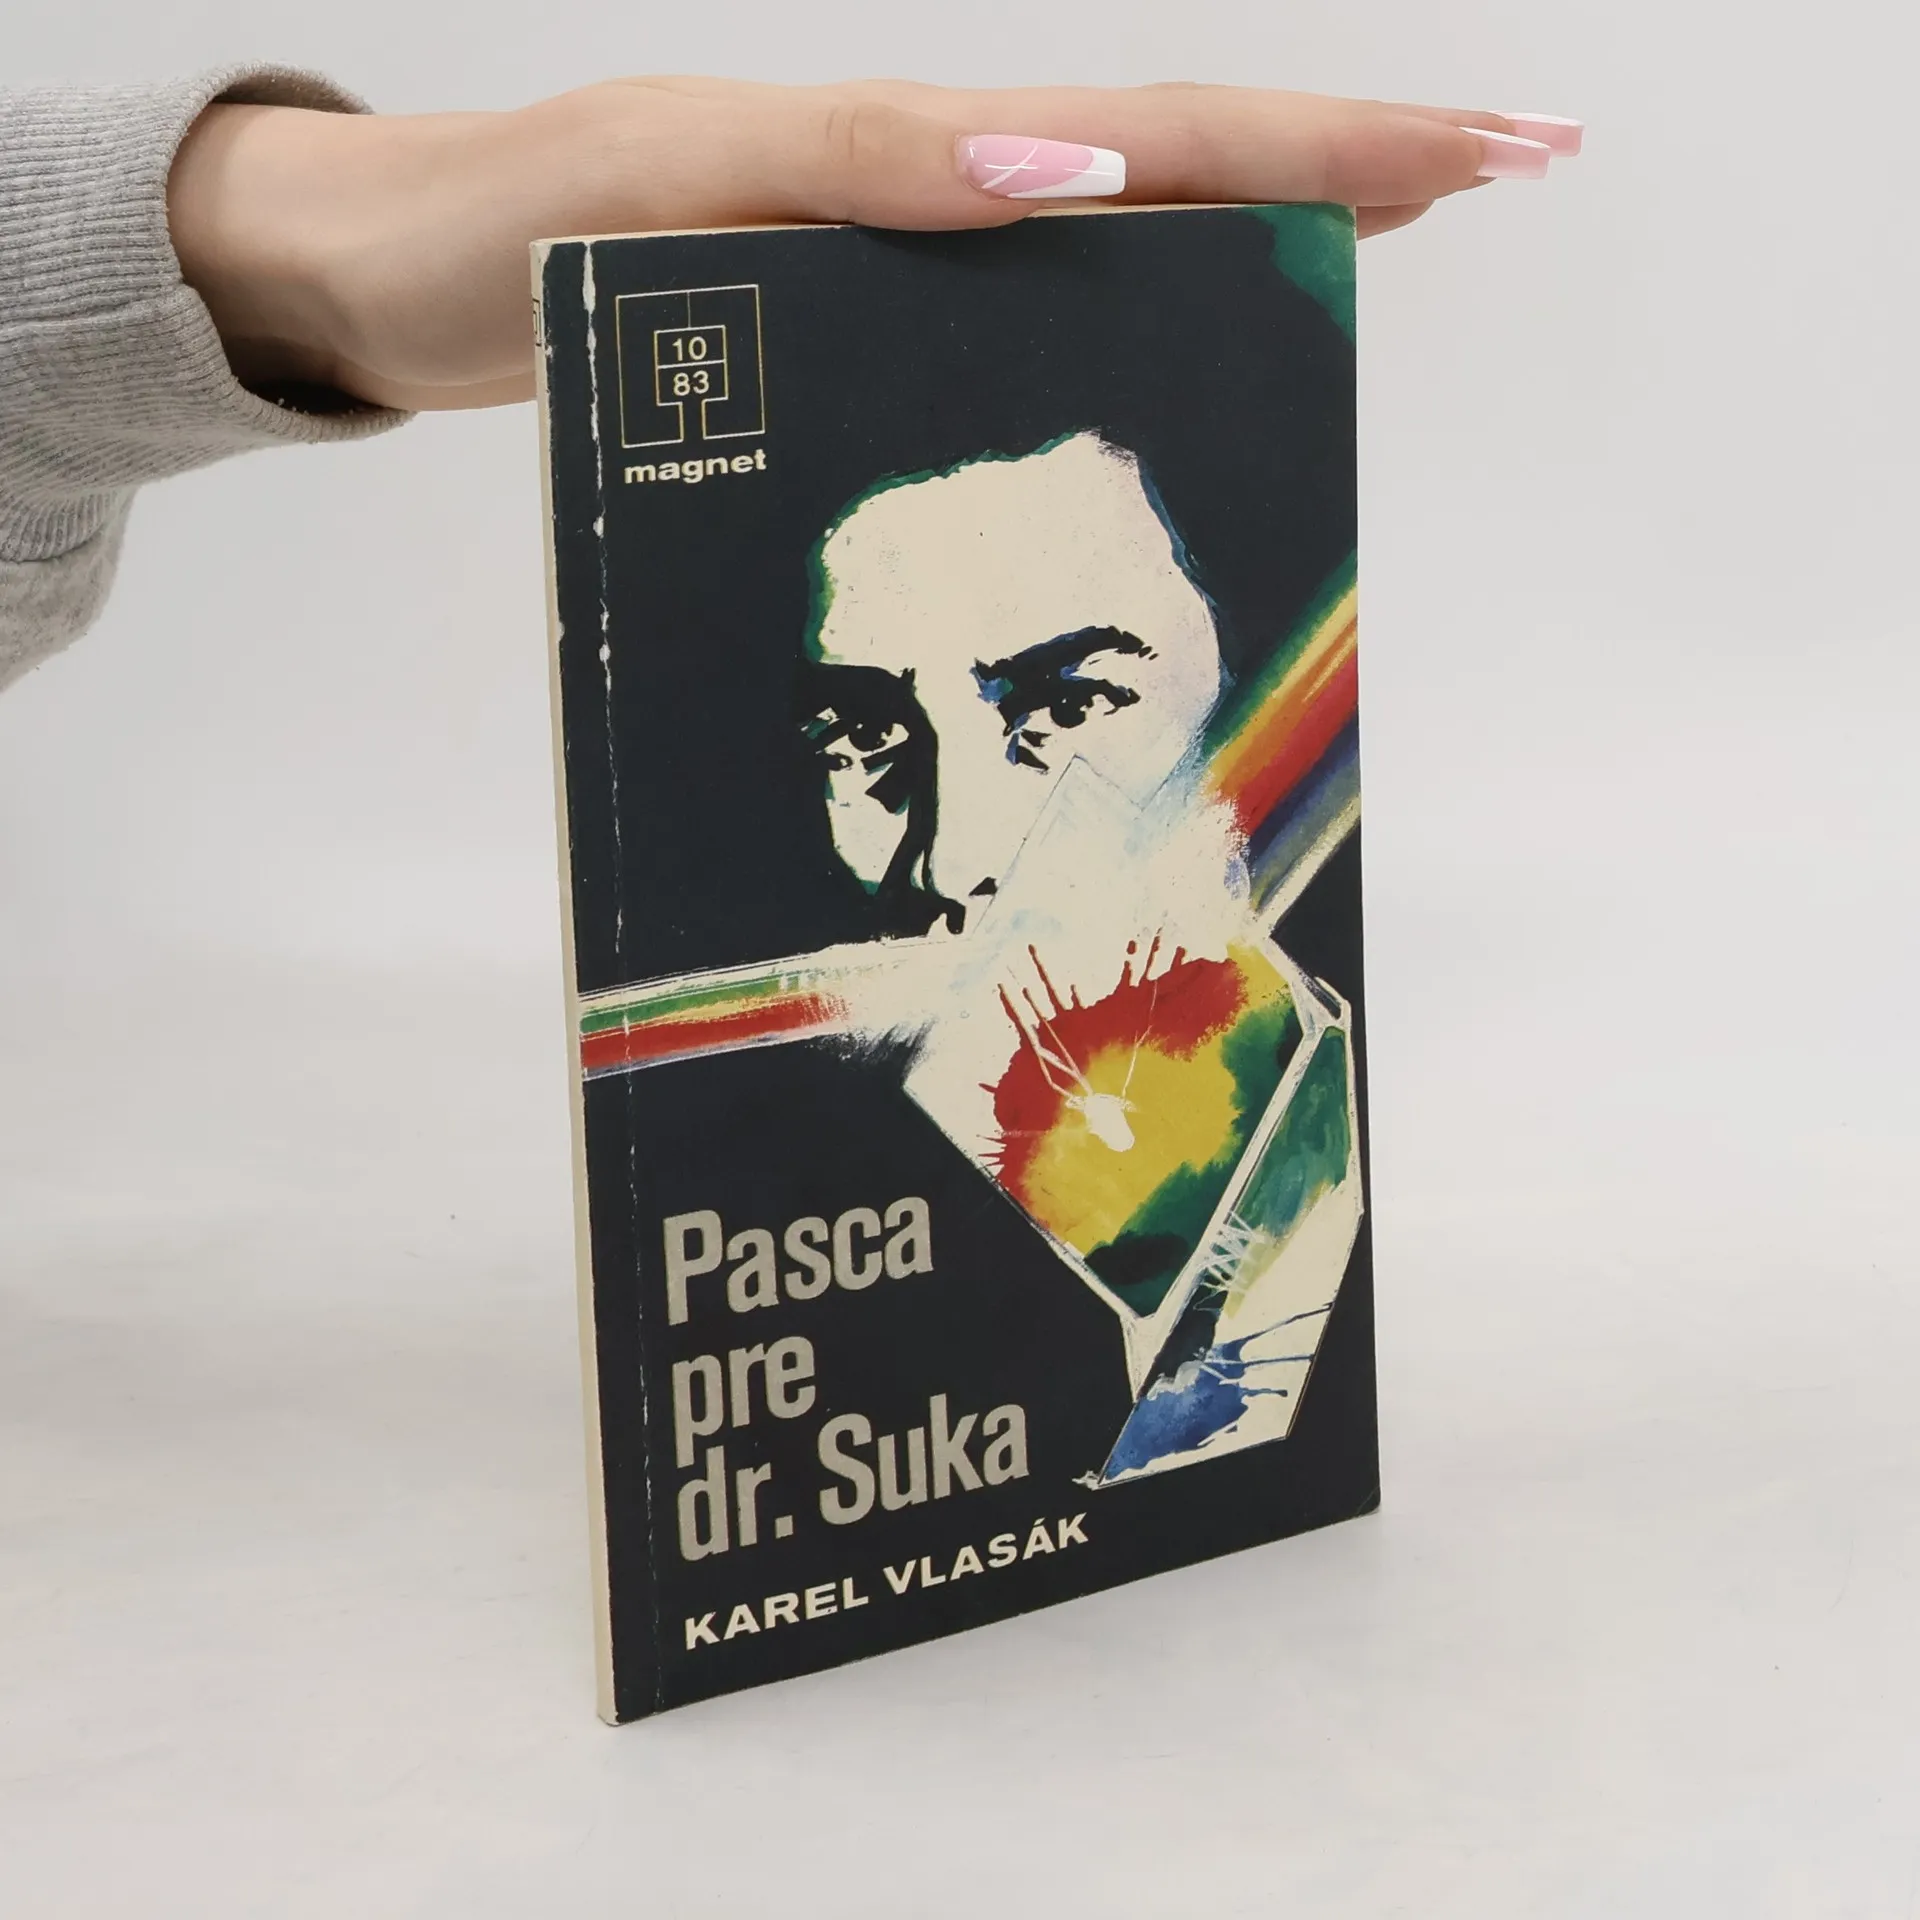 10
83
magnet
Pasca
pre
dr. Suka
KAREL VLASÁK